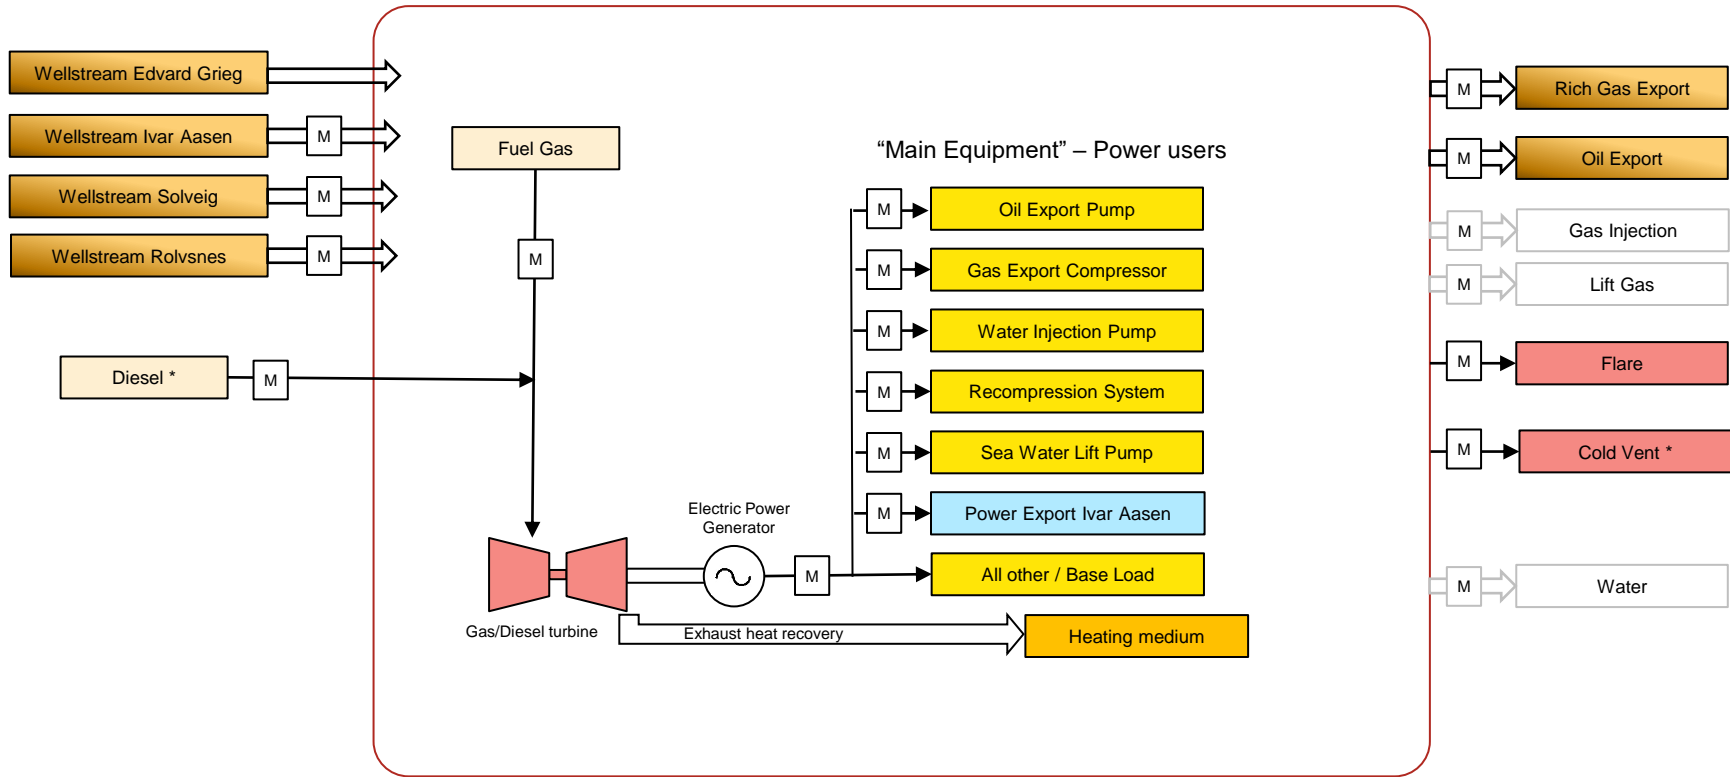 Wellstream Edvard Grieg
Wellstream Ivar Aasen
M
Wellstream Solveig
M
Wellstream Rolvsnes
M
Diesel *
M
Fuel Gas
M
Gas/Diesel turbine
Electric Power
Generator
M
Exhaust heat recovery
Heating medium
“Main Equipment” – Power users
M
Oil Export Pump
M
Gas Export Compressor
M
Water Injection Pump
M
Recompression System
M
Sea Water Lift Pump
M
Power Export Ivar Aasen
All other / Base Load
M
Rich Gas Export
M
Oil Export
M
Gas Injection
M
Lift Gas
M
Flare
M
Cold Vent *
M
Water